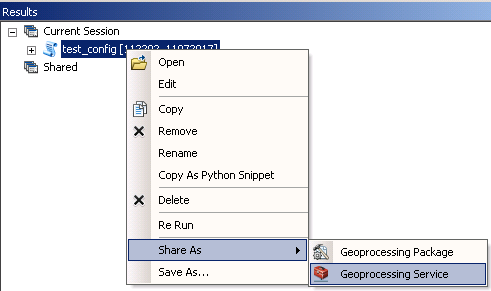 Results
Current Session
test_config [112202_11072017]
Shared
Open
Edit
Copy
Remove
Rename
Copy As Python Snippet
Delete
Re Run
Share As
Geoprocessing Package
Save As...
Geoprocessing Service